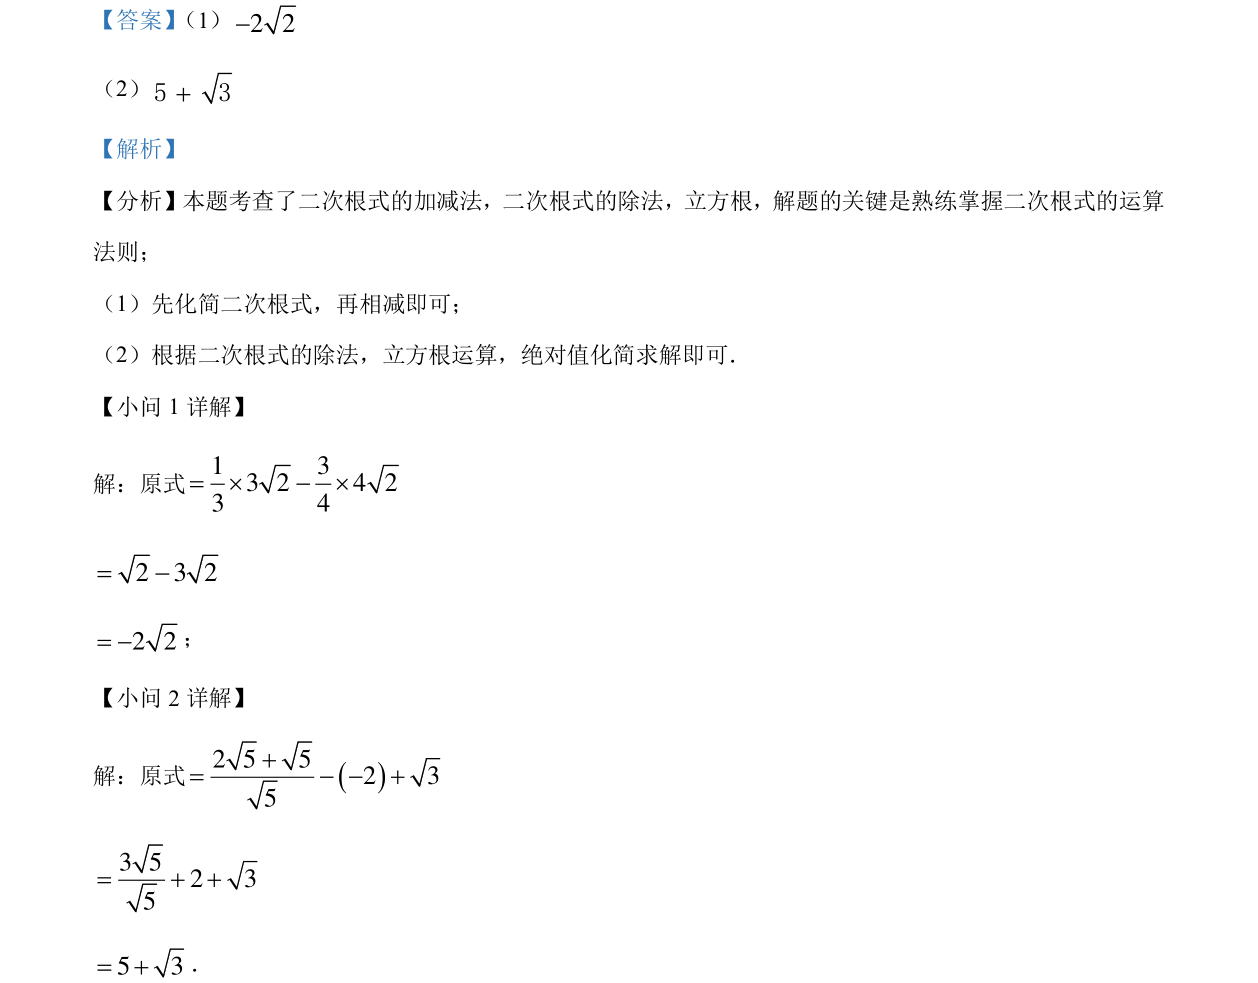 【答案】（1）−2√2
（2）5 + √3
【解析】
【分析】本题考查了二次根式的加减法，二次根式的除法，立方根，解题的关键是熟练掌握二次根式的运算
法则；
（1）先化简二次根式，再相减即可；
（2）根据二次根式的除法，立方根运算，绝对值化简求解即可．
【小问 1 详解】
解：原式＝1/3×3√2−3/4×4√2
＝√2−3√2
＝−2√2；
【小问 2 详解】
解：原式＝(2√5+√5)/√5−(−2)+√3
＝3√5/√5+2+√3
＝5+√3．